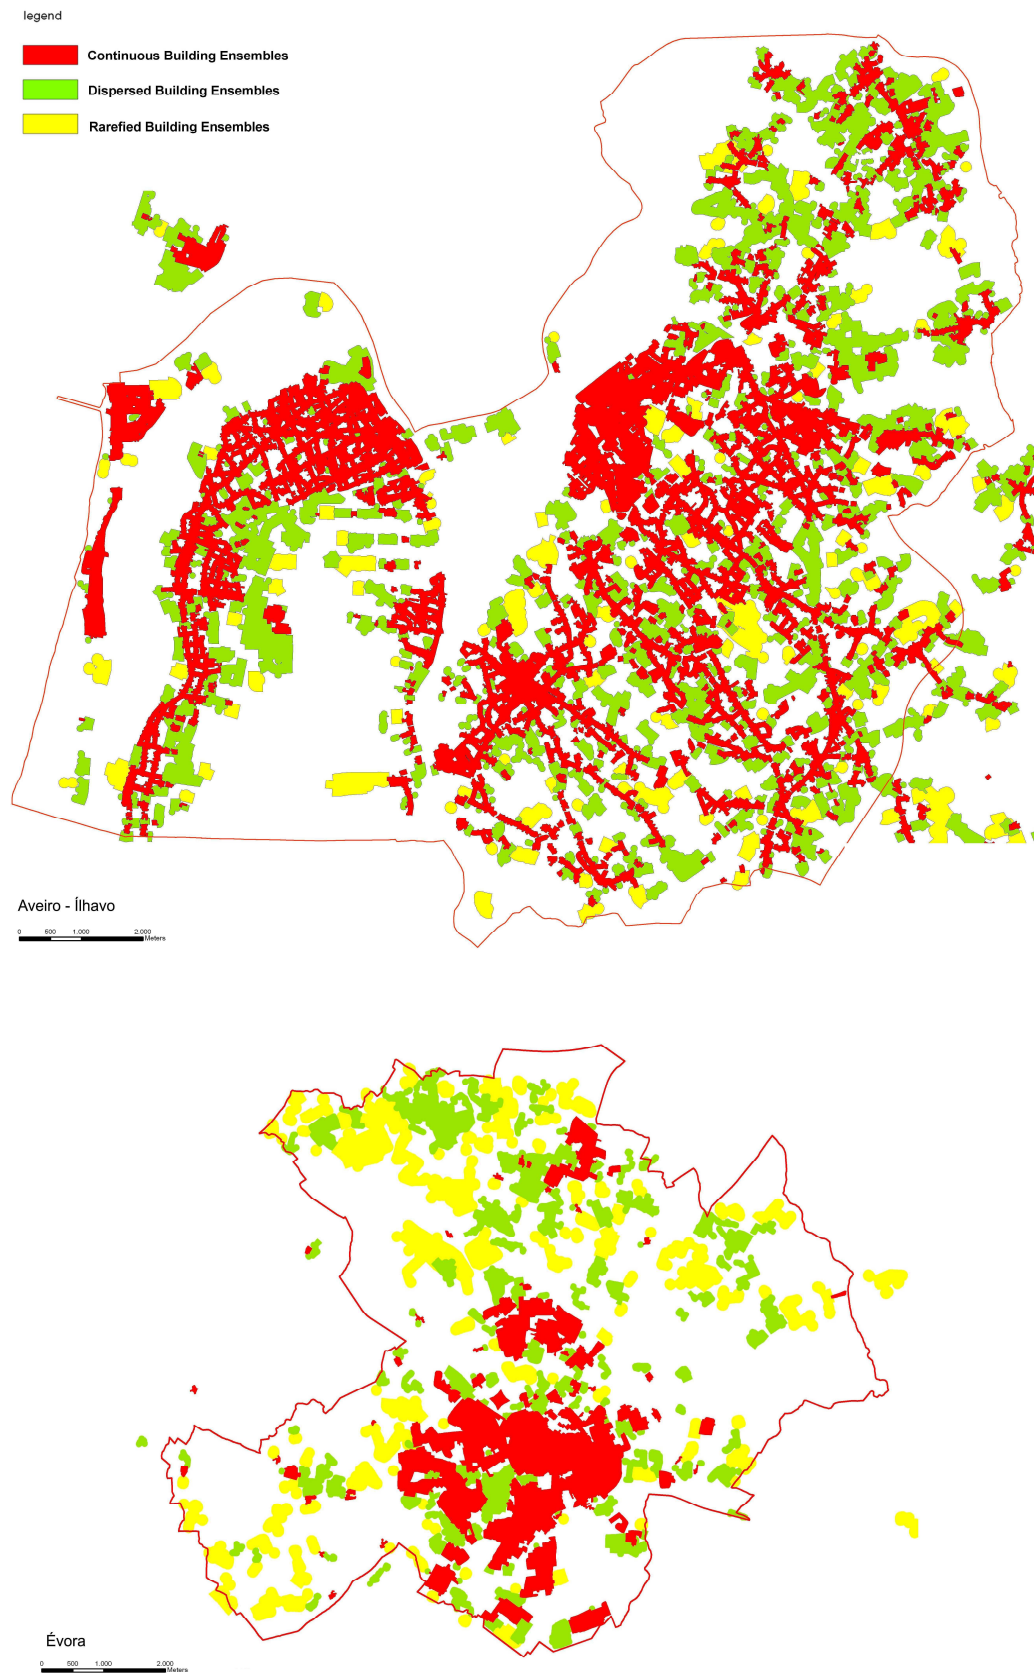 legend
Continuous Building Ensembles
Dispersed Building Ensembles
Rarefied Building Ensembles
Aveiro - Ílhavo
0 500 1.000 2.000
Meters
Évora
0 500 1.000 2.000
Meters